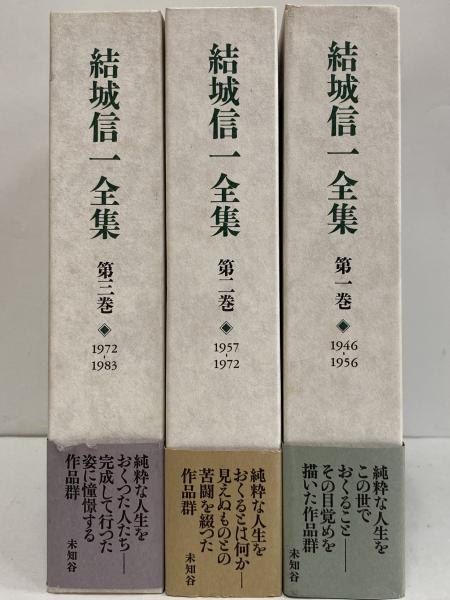 結城信一全集
第三巻
◈
1972
-
1983
純粋な人生を
おくつた人たち――
完成して行つた
姿に憧憬する
作品群
未知谷
結城信一全集
第二巻
◈
1957
-
1972
純粋な人生を
おくるとは何か――
見えぬものとの
苦闘を綴つた
作品群
未知谷
結城信一全集
第一巻
◈
1946
-
1956
純粋な人生を
この世で
おくること――
その目覚めを
描いた作品群
未知谷